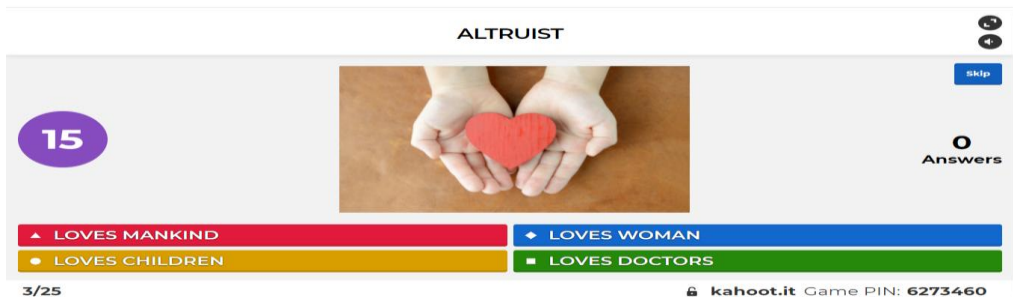 ALTRUIST
Skip
15
0
Answers
LOVES MANKIND
LOVES WOMAN
LOVES CHILDREN
LOVES DOCTORS
3/25
kahoot.it Game PIN: 6273460